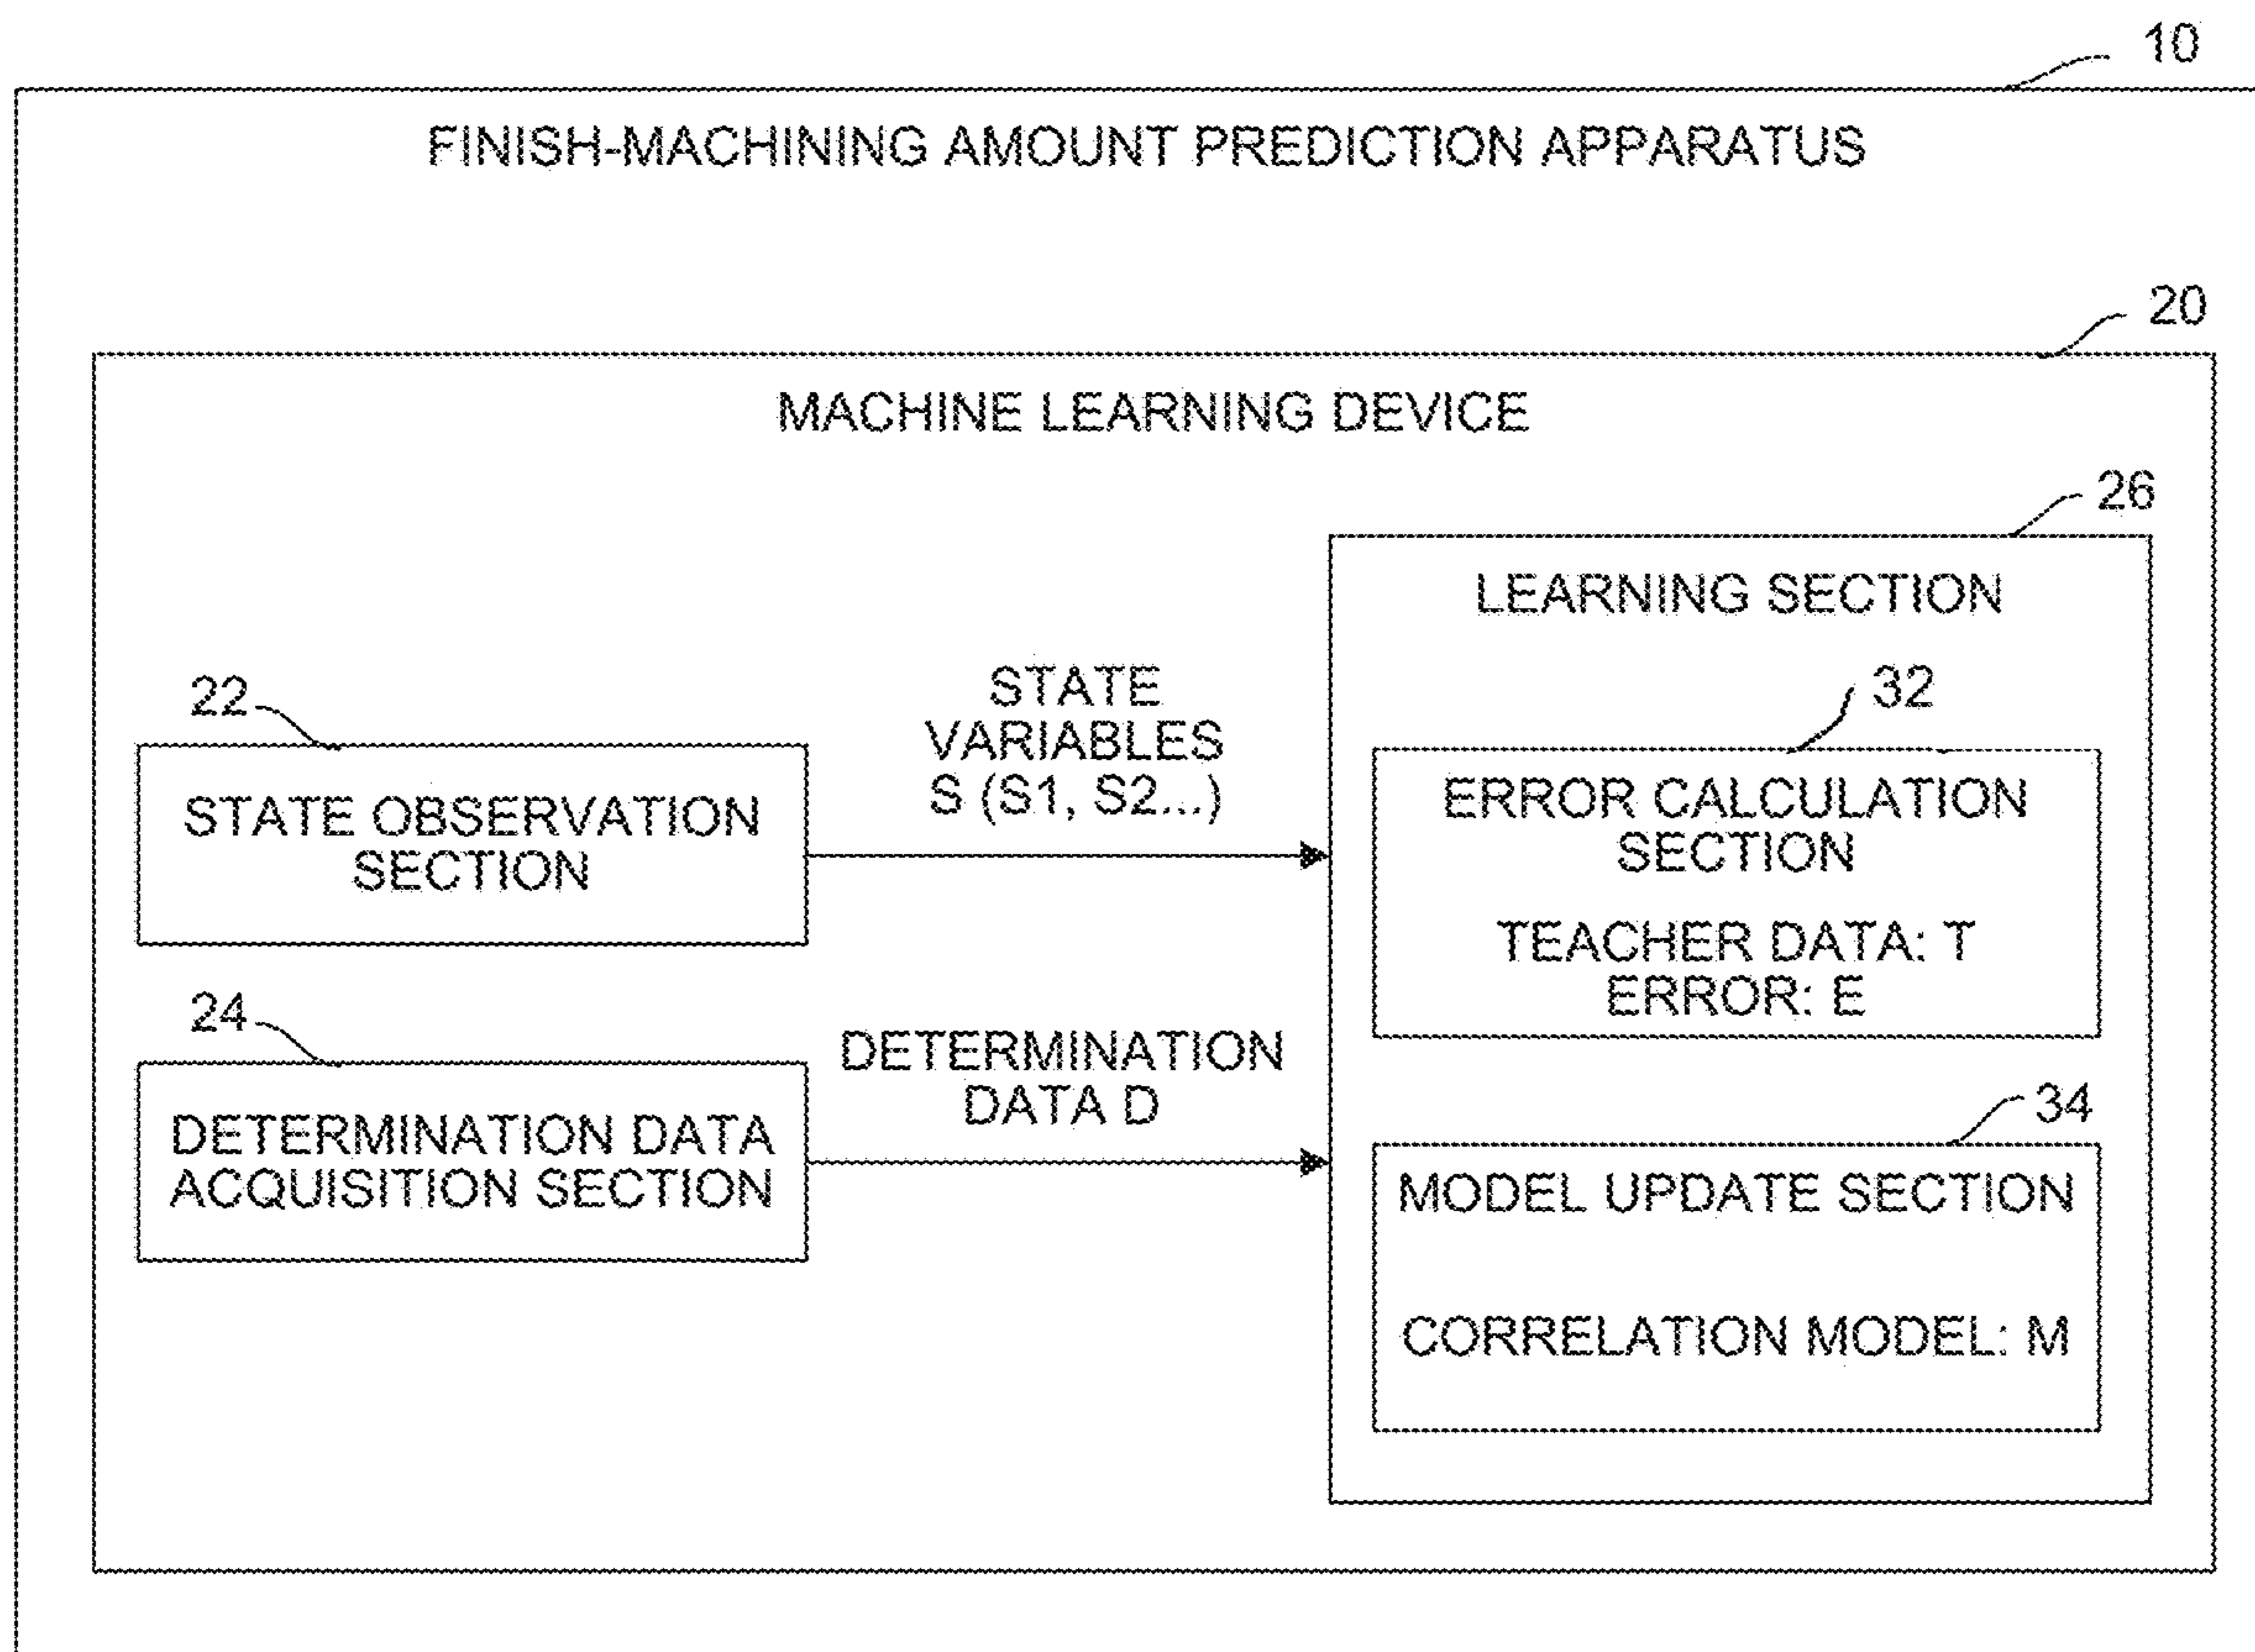 10
FINISH-MACHINING AMOUNT PREDICTION APPARATUS
20
MACHINE LEARNING DEVICE
26
LEARNING SECTION
22
STATE OBSERVATION
SECTION
STATE
VARIABLES
S (S1, S2...)
32
ERROR CALCULATION
SECTION
TEACHER DATA: T
ERROR: E
24
DETERMINATION DATA
ACQUISITION SECTION
DETERMINATION
DATA D
34
MODEL UPDATE SECTION
CORRELATION MODEL: M